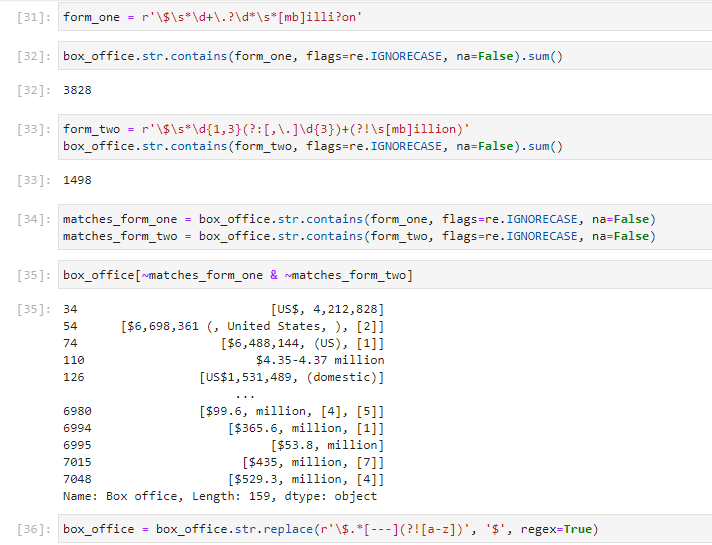 [31]: form_one = r'\$\s*\d+\.?\d*\s*[mb]illi?on'
[32]: box_office.str.contains(form_one, flags=re.IGNORECASE, na=False).sum()
[32]: 3828
[33]: form_two = r'\$\s*\d{1,3}(?:[,\.]\d{3})+(?!\s[mb]illion)'
box_office.str.contains(form_two, flags=re.IGNORECASE, na=False).sum()
[33]: 1498
[34]: matches_form_one = box_office.str.contains(form_one, flags=re.IGNORECASE, na=False)
matches_form_two = box_office.str.contains(form_two, flags=re.IGNORECASE, na=False)
[35]: box_office[~matches_form_one & ~matches_form_two]
[35]: 34 [US$, 4,212,828]
54 [$6,698,361 (, United States, ), [2]]
74 [$6,488,144, (US), [1]]
110 $4.35-4.37 million
126 [US$1,531,489, (domestic)]
...
6980 [$99.6, million, [4], [5]]
6994 [$365.6, million, [1]]
6995 [$53.8, million]
7015 [$435, million, [7]]
7048 [$529.3, million, [4]]
Name: Box office, Length: 159, dtype: object
[36]: box_office = box_office.str.replace(r'\$.*[---](?![a-z])', '$', regex=True)